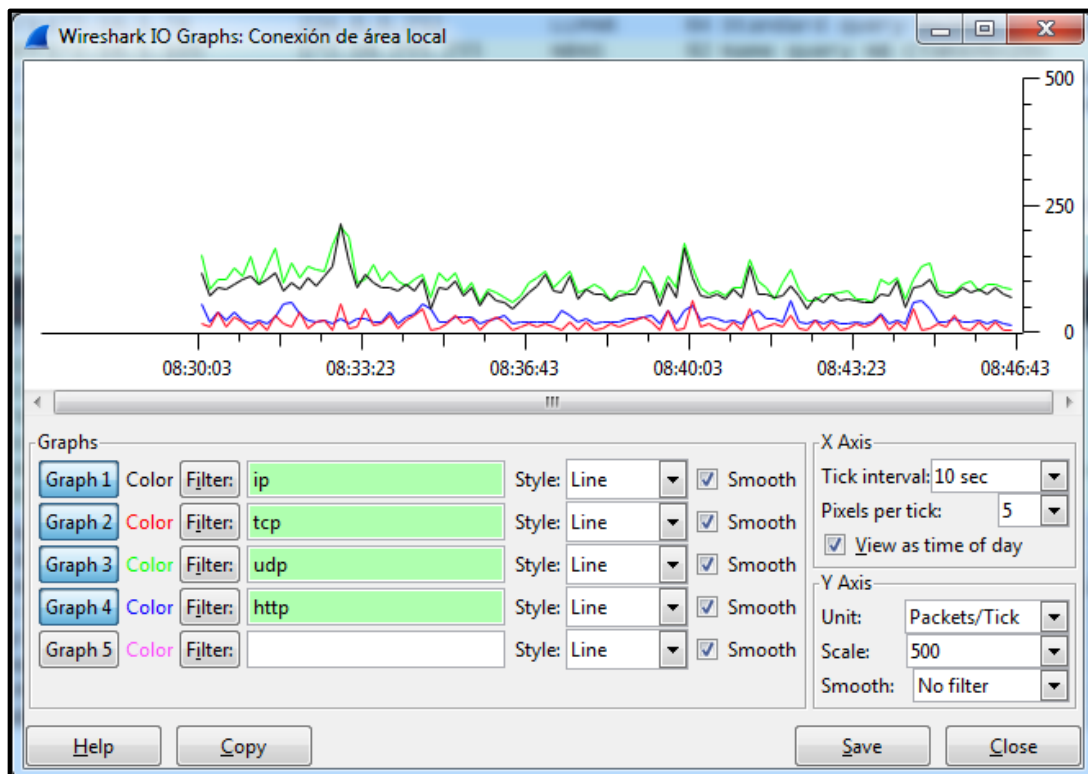 Wireshark IO Graphs: Conexión de área local
500
250
0
08:30:03 08:33:23 08:36:43 08:40:03 08:43:23 08:46:43
Graphs
Graph 1 Color Filter: ip Style: Line Smooth
Graph 2 Color Filter: tcp Style: Line Smooth
Graph 3 Color Filter: udp Style: Line Smooth
Graph 4 Color Filter: http Style: Line Smooth
Graph 5 Color Filter: Style: Line Smooth
X Axis
Tick interval: 10 sec
Pixels per tick: 5
View as time of day
Y Axis
Unit: Packets/Tick
Scale: 500
Smooth: No filter
Help Copy Save Close